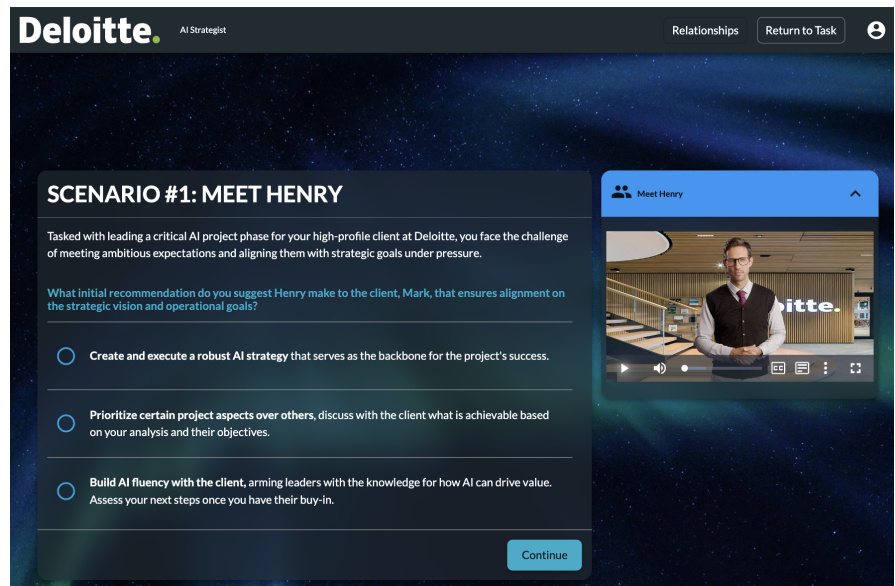 Deloitte.
AI Strategist
Relationships
Return to Task
SCENARIO #1: MEET HENRY
Tasked with leading a critical AI project phase for your high-profile client at Deloitte, you face the challenge
of meeting ambitious expectations and aligning them with strategic goals under pressure.
What initial recommendation do you suggest Henry make to the client, Mark, that ensures alignment on
the strategic vision and operational goals?
Create and execute a robust AI strategy that serves as the backbone for the project's success.
Prioritize certain project aspects over others, discuss with the client what is achievable based
on your analysis and their objectives.
Build AI fluency with the client, arming leaders with the knowledge for how AI can drive value.
Assess your next steps once you have their buy-in.
Continue
Meet Henry
itte.
CC